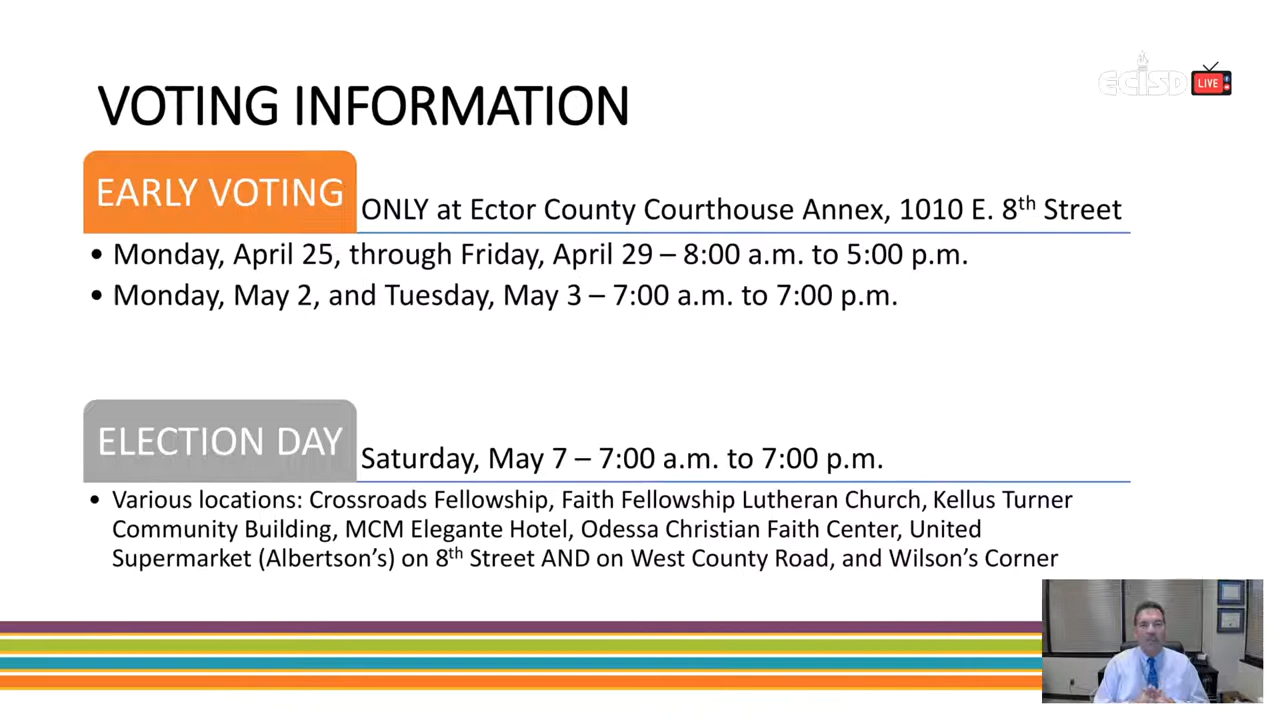 ECISD
LIVE
VOTING INFORMATION
EARLY VOTING
ONLY at Ector County Courthouse Annex, 1010 E. 8th Street
• Monday, April 25, through Friday, April 29 – 8:00 a.m. to 5:00 p.m.
• Monday, May 2, and Tuesday, May 3 – 7:00 a.m. to 7:00 p.m.
ELECTION DAY
Saturday, May 7 – 7:00 a.m. to 7:00 p.m.
• Various locations: Crossroads Fellowship, Faith Fellowship Lutheran Church, Kellus Turner
Community Building, MCM Elegante Hotel, Odessa Christian Faith Center, United
Supermarket (Albertson’s) on 8th Street AND on West County Road, and Wilson’s Corner